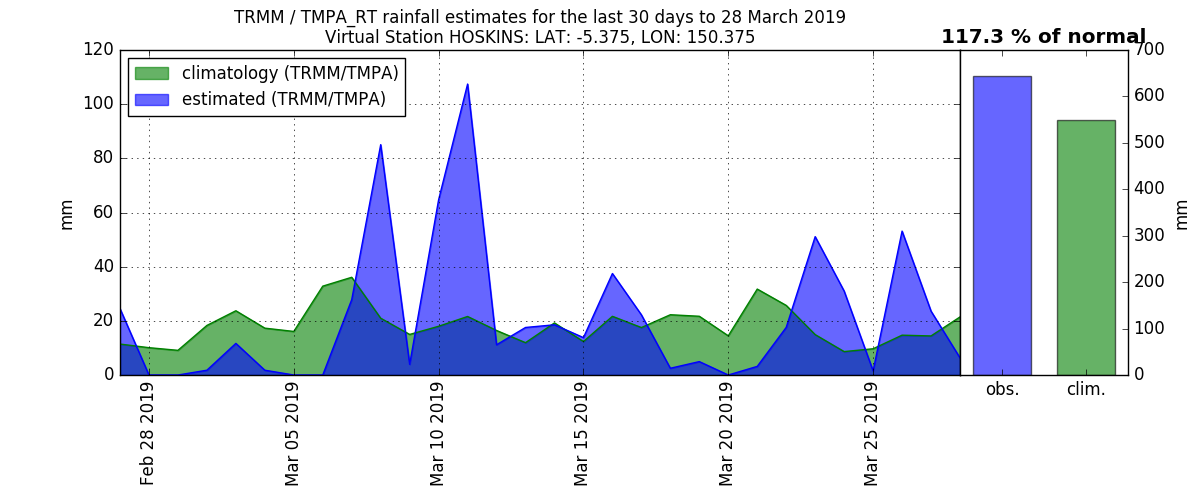 TRMM / TMPA_RT rainfall estimates for the last 30 days to 28 March 2019
Virtual Station HOSKINS: LAT: -5.375, LON: 150.375
117.3 % of normal
climatology (TRMM/TMPA)
estimated (TRMM/TMPA)
120
100
80
60
40
20
0
mm
700
600
500
400
300
200
100
0
mm
Feb 28 2019
Mar 05 2019
Mar 10 2019
Mar 15 2019
Mar 20 2019
Mar 25 2019
obs.
clim.